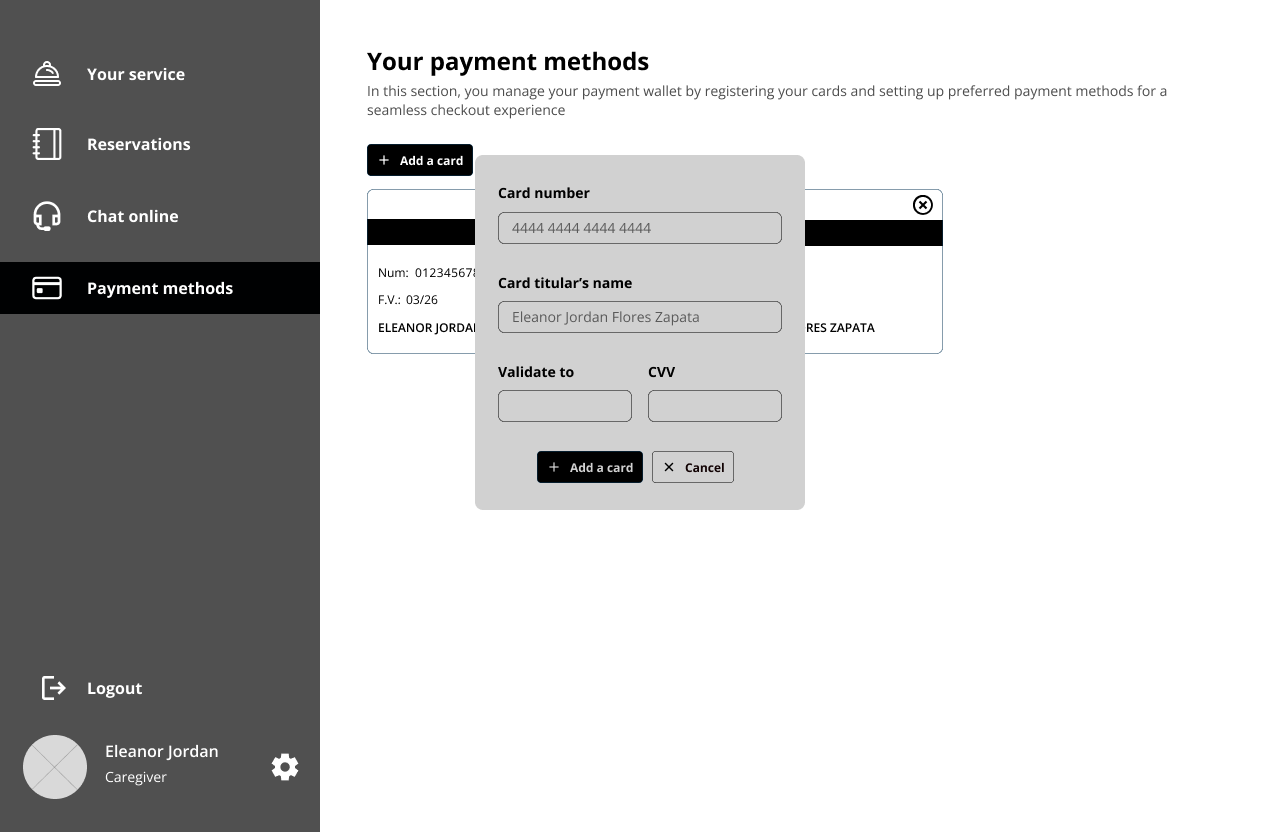 Your service
Reservations
Chat online
Payment methods
Logout
Eleanor Jordan
Caregiver
Your payment methods
In this section, you manage your payment wallet by registering your cards and setting up preferred payment methods for a
seamless checkout experience
Add a card
Num: 012345678
F.V.: 03/26
ELEANOR JORDAN
RES ZAPATA
Card number
4444 4444 4444 4444
Card titular’s name
Eleanor Jordan Flores Zapata
Validate to
CVV
Add a card
Cancel